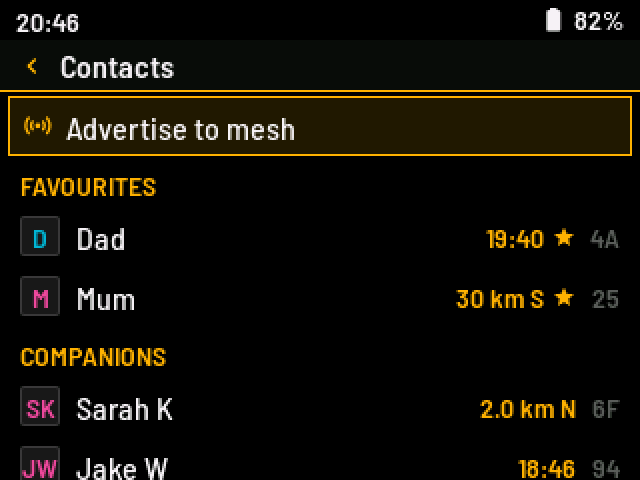 20:46 82%
Contacts
Advertise to mesh
FAVOURITES
D Dad 19:40 ★ 4A
M Mum 30 km S ★ 25
COMPANIONS
SK Sarah K 2.0 km N 6F
JW Jake W 18:46 94